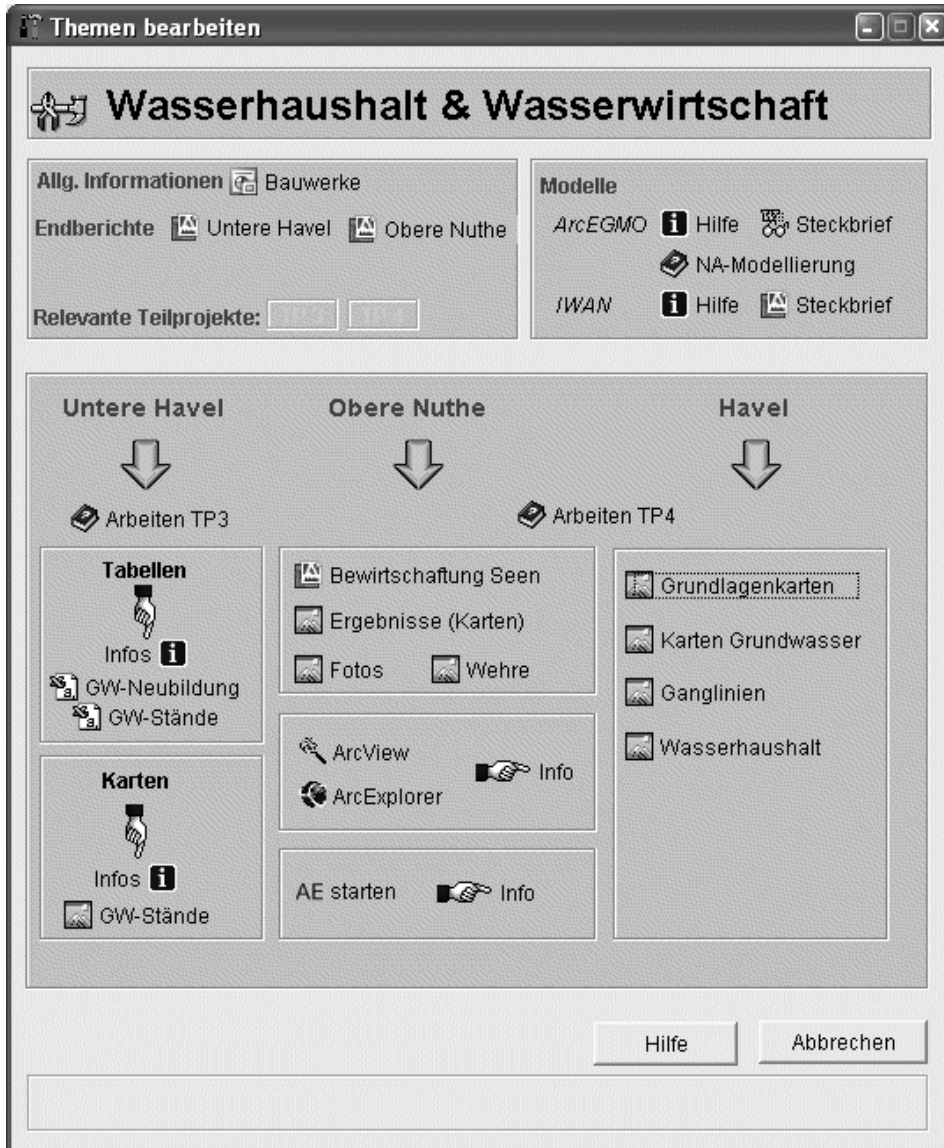 Themen bearbeiten
Wasserhaushalt & Wasserwirtschaft
Allg. Informationen Bauwerke
Endberichte Untere Havel Obere Nuthe
Relevante Teilprojekte:
Modelle
ArcEGMO Hilfe Steckbrief
NA-Modellierung
IWAN Hilfe Steckbrief
Untere Havel Obere Nuthe Havel
Arbeiten TP3 Arbeiten TP4
Tabellen
Infos
GW-Neubildung
GW-Stände
Karten
Infos
GW-Stände
Bewirtschaftung Seen
Ergebnisse (Karten)
Fotos Wehre
ArcView
Info
ArcExplorer
AE starten Info
Grundlagenkarten
Karten Grundwasser
Ganglinien
Wasserhaushalt
Hilfe Abbrechen